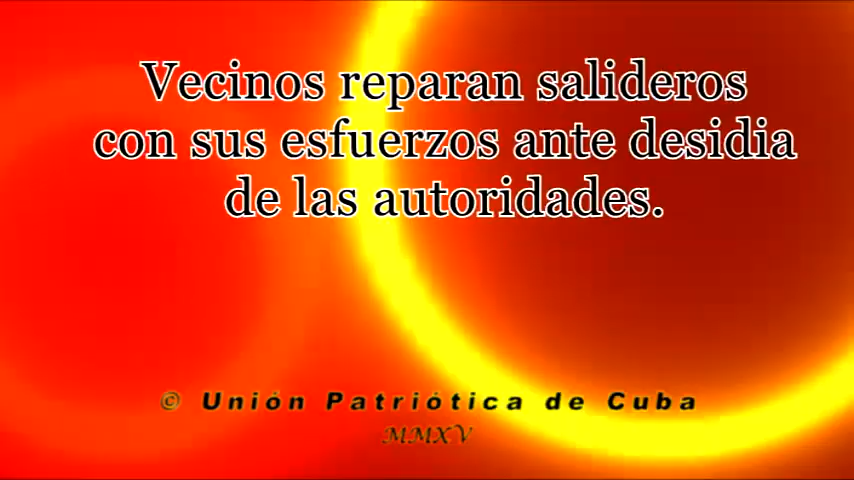 Vecinos reparan salideros
con sus esfuerzos ante desidia
de las autoridades.
© Unión Patriótica de Cuba
MMXV